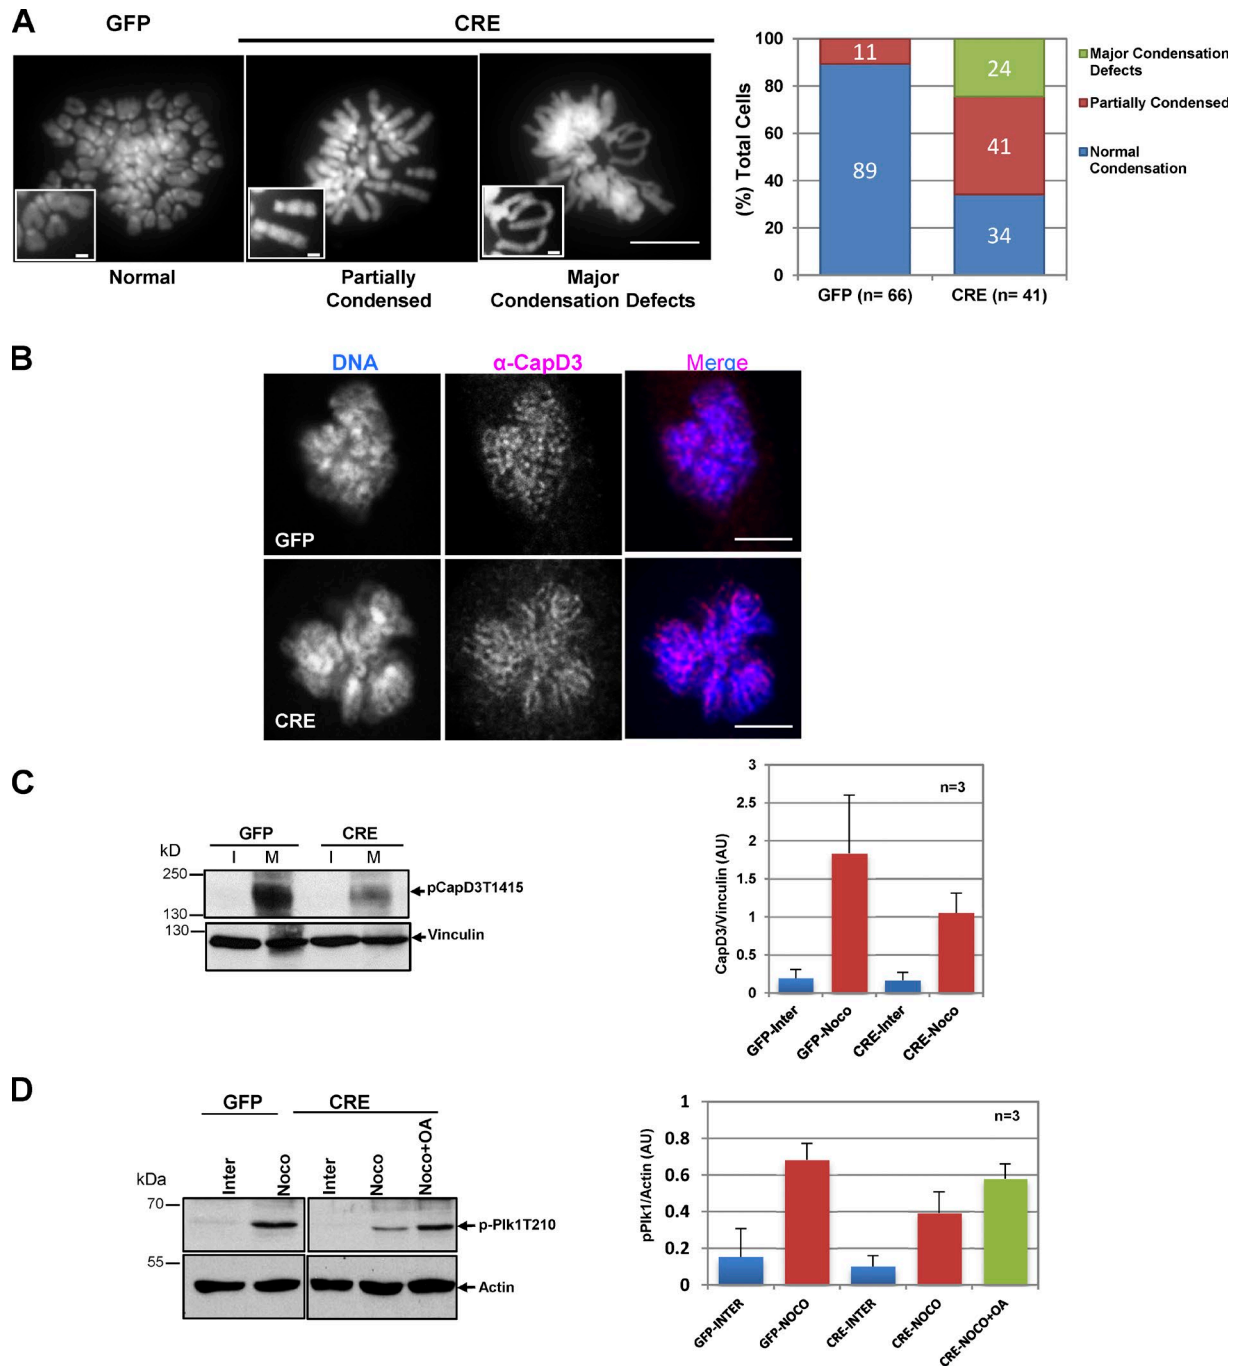 A
GFP
CRE
Normal
Partially
Condensed
Major
Condensation Defects
(%) Total Cells
100
80
60
40
20
0
11
89
24
41
34
GFP (n= 66)
CRE (n= 41)
Major Condensation
Defects
Partially Condensed
Normal
Condensation
B
DNA
α-CapD3
Merge
GFP
CRE
C
GFP
CRE
kD
I
M
I
M
250
130
130
pCapD3T1415
Vinculin
CapD3/Vinculin (AU)
3
2.5
2
1.5
1
0.5
0
n=3
GFP-Inter
GFP-Noco
CRE-Inter
CRE-Noco
D
GFP
CRE
kDa
Inter
Noco
Inter
Noco
Noco+OA
70
55
p-Plk1T210
Actin
pPlk1/Actin (AU)
1
0.8
0.6
0.4
0.2
0
n=3
GFP-INTER
GFP-NOCO
CRE-INTER
CRE-NOCO
CRE-NOCO+OA